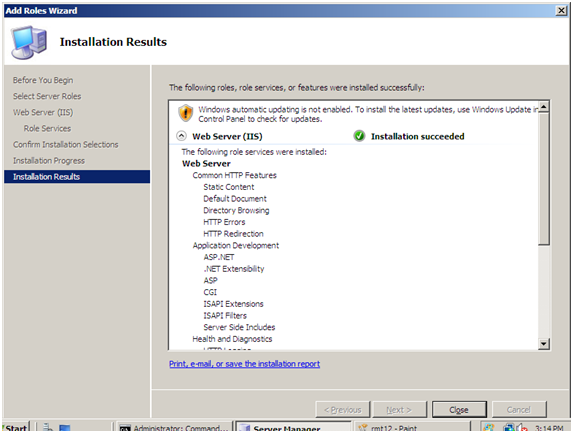 Add Roles Wizard
Installation Results
Before You Begin
Select Server Roles
Web Server (IIS)
Role Services
Confirm Installation Selections
Installation Progress
Installation Results
The following roles, role services, or features were installed successfully:
Windows automatic updating is not enabled. To install the latest updates, use Windows Update in
Control Panel to check for updates.
Web Server (IIS) Installation succeeded
The following role services were installed:
Web Server
Common HTTP Features
Static Content
Default Document
Directory Browsing
HTTP Errors
HTTP Redirection
Application Development
ASP.NET
.NET Extensibility
ASP
CGI
ISAPI Extensions
ISAPI Filters
Server Side Includes
Health and Diagnostics
Print, e-mail, or save the installation report
< Previous Next > Close Cancel
Start Administrator: Command... Server Manager rmt12 - Paint 3:14 PM